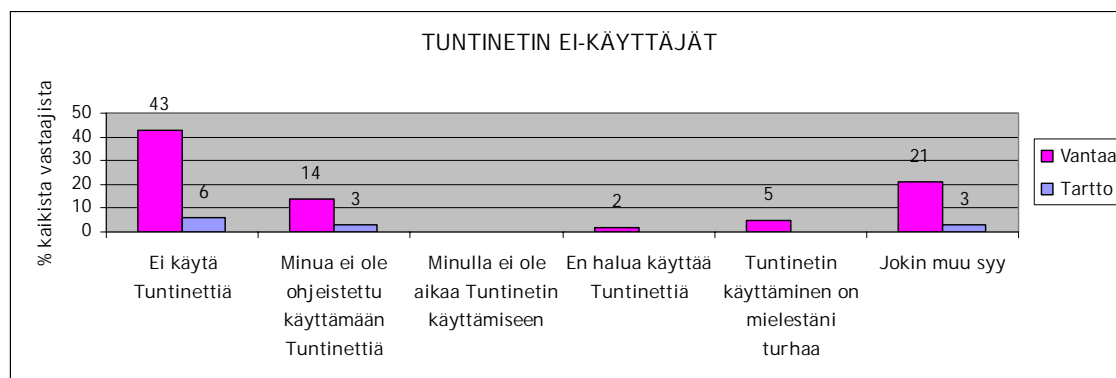 TUNTINETIN EI-KÄYTTÄJÄT
% kaikista vastaajista
50
40
30
20
10
0
43
6
14
3
2
5
21
3
Vantaa
Tartto
Ei käytä
Tuntinettiä
Minua ei ole
ohjeistettu
käyttämään
Tuntinettiä
Minulla ei ole
aikaa Tuntinetin
käyttämiseen
En halua käyttää
Tuntinettiä
Tuntinetin
käyttäminen on
mielestäni
turhaa
Jokin muu syy